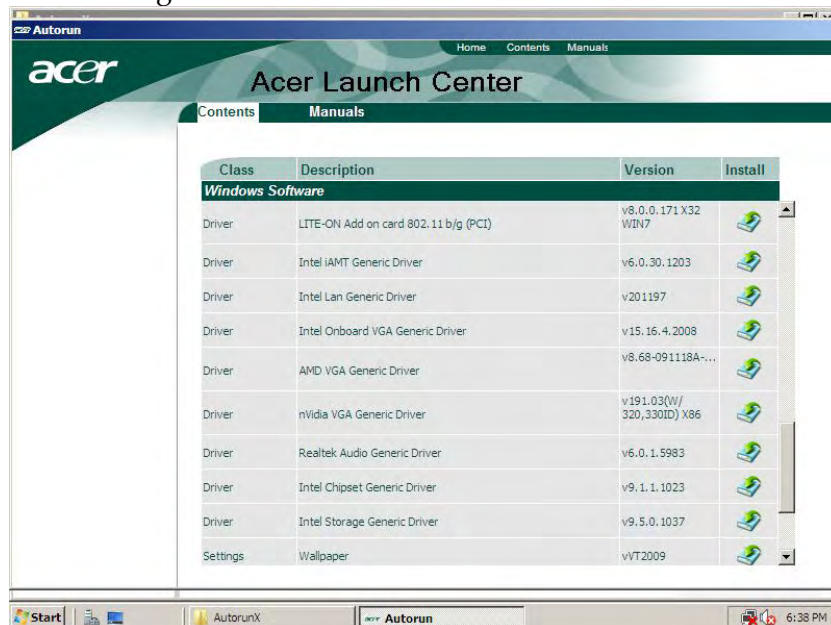 Autorun
Home Contents Manuals
acer
Acer Launch Center
Contents Manuals
Class Description Version Install
Windows Software
Driver LITE-ON Add on card 802.11 b/g (PCI) v8.0.0.171 X32
WIN7
Driver Intel iAMT Generic Driver v6.0.30.1203
Driver Intel Lan Generic Driver v201197
Driver Intel Onboard VGA Generic Driver v15.16.4.2008
Driver AMD VGA Generic Driver v8.68-091118A-...
Driver nVidia VGA Generic Driver v191.03(W/
320,330ID) X86
Driver Realtek Audio Generic Driver v6.0.1.5983
Driver Intel Chipset Generic Driver v9.1.1.1023
Driver Intel Storage Generic Driver v9.5.0.1037
Settings Wallpaper vVT2009
Start AutorunX acer Autorun 6:38 PM